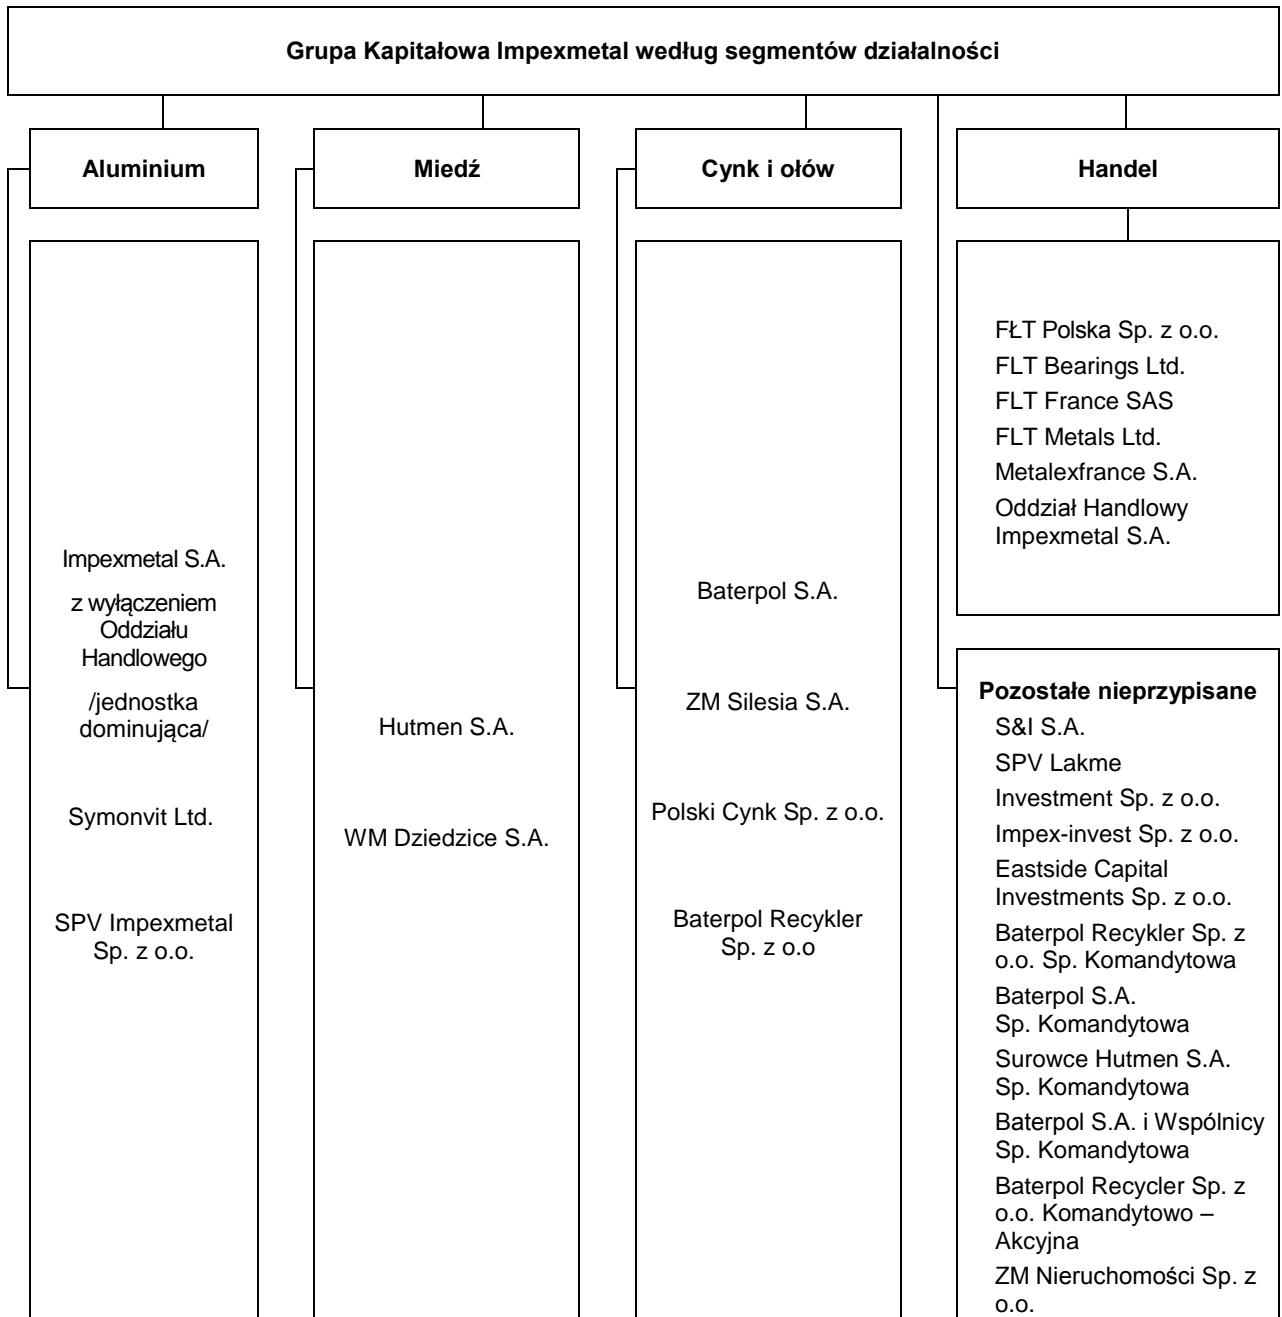 Grupa Kapitałowa Impexmetal według segmentów działalności
Aluminium
Miedź
Cynk i ołów
Handel
Impexmetal S.A.
z wyłączeniem
Oddziału
Handlowego
/jednostka
dominująca/
Symonvit Ltd.
SPV Impexmetal
Sp. z o.o.
Hutmen S.A.
WM Dziedzice S.A.
Baterpol S.A.
ZM Silesia S.A.
Polski Cynk Sp. z o.o.
Baterpol Recykler
Sp. z o.o
FŁT Polska Sp. z o.o.
FLT Bearings Ltd.
FLT France SAS
FLT Metals Ltd.
Metalexfrance S.A.
Oddział Handlowy
Impexmetal S.A.
Pozostałe nieprzypisane
S&I S.A.
SPV Lakme
Investment Sp. z o.o.
Impex-invest Sp. z o.o.
Eastside Capital
Investments Sp. z o.o.
Baterpol Recykler Sp. z
o.o. Sp. Komandytowa
Baterpol S.A.
Sp. Komandytowa
Surowce Hutmen S.A.
Sp. Komandytowa
Baterpol S.A. i Wspólnicy
Sp. Komandytowa
Baterpol Recycler Sp. z
o.o. Komandytowo –
Akcyjna
ZM Nieruchomości Sp. z
o.o.